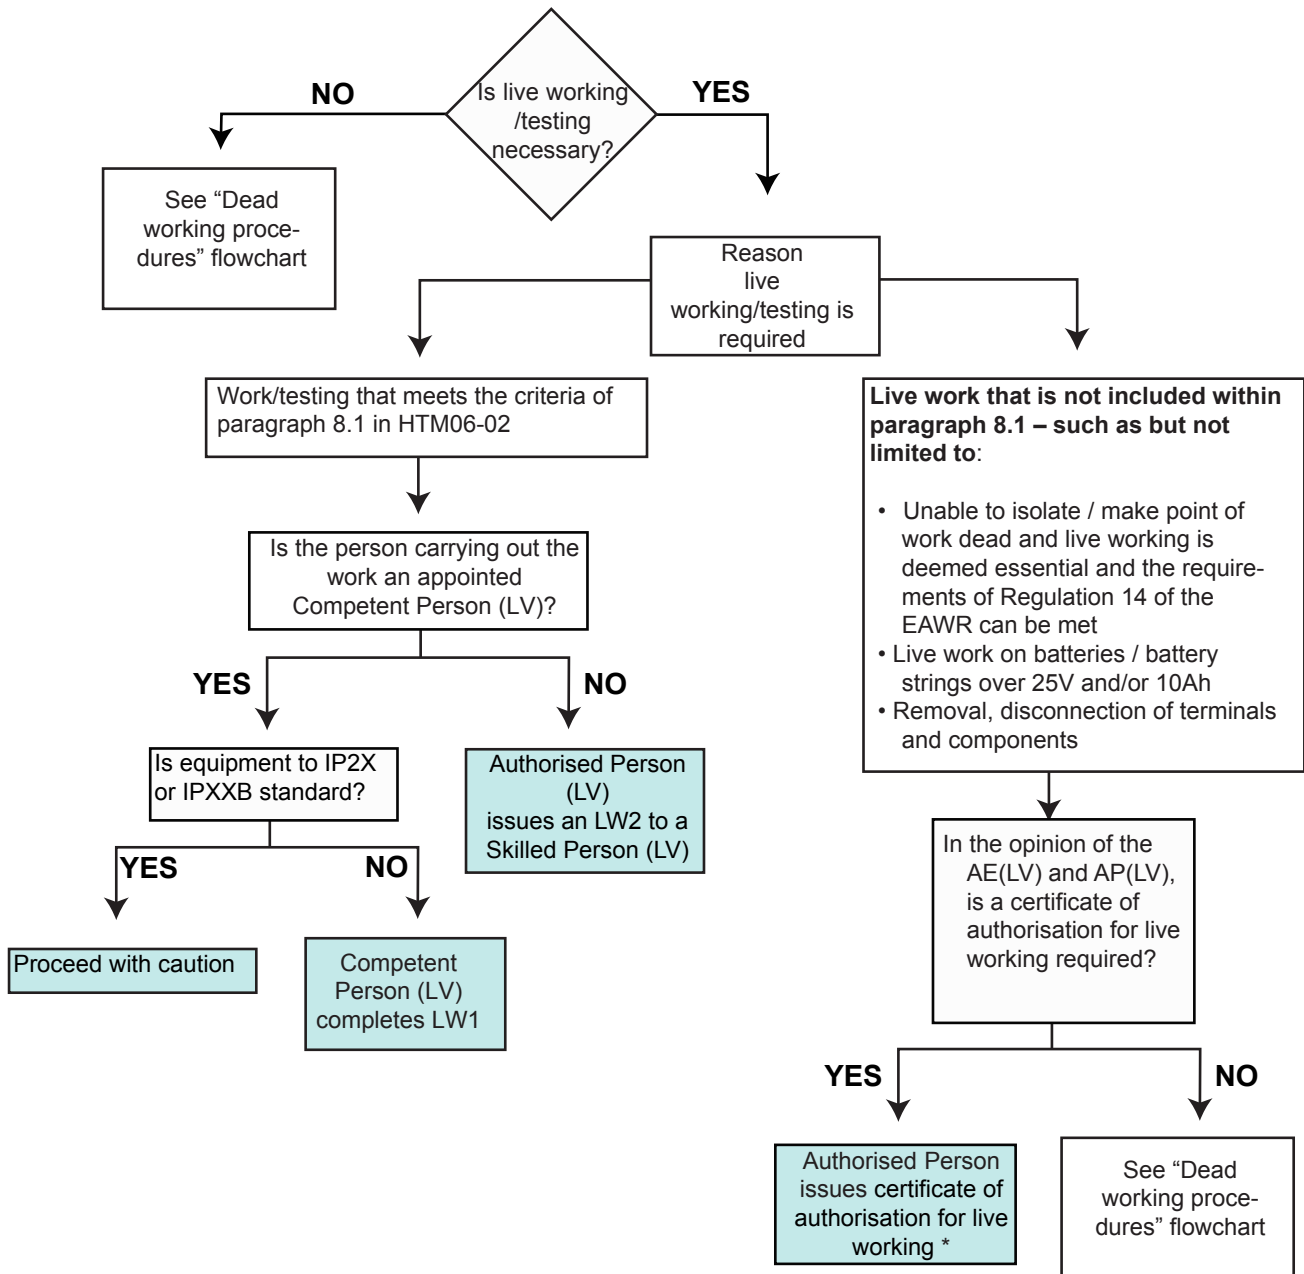 Is live working
/testing
necessary?
NO
YES
See “Dead
working proce-
dures” flowchart
Reason
live
working/testing is
required
Work/testing that meets the criteria of
paragraph 8.1 in HTM06-02
Live work that is not included within
paragraph 8.1 – such as but not
limited to:
• Unable to isolate / make point of
work dead and live working is
deemed essential and the require-
ments of Regulation 14 of the
EAWR can be met
• Live work on batteries / battery
strings over 25V and/or 10Ah
• Removal, disconnection of terminals
and components
Is the person carrying out the
work an appointed
Competent Person (LV)?
YES
NO
Is equipment to IP2X
or IPXXB standard?
Authorised Person
(LV)
issues an LW2 to a
Skilled Person (LV)
YES
NO
Proceed with caution
Competent
Person (LV)
completes LW1
In the opinion of the
AE(LV) and AP(LV),
is a certificate of
authorisation for live
working required?
YES
NO
Authorised Person
issues certificate of
authorisation for live
working *
See “Dead
working proce-
dures” flowchart